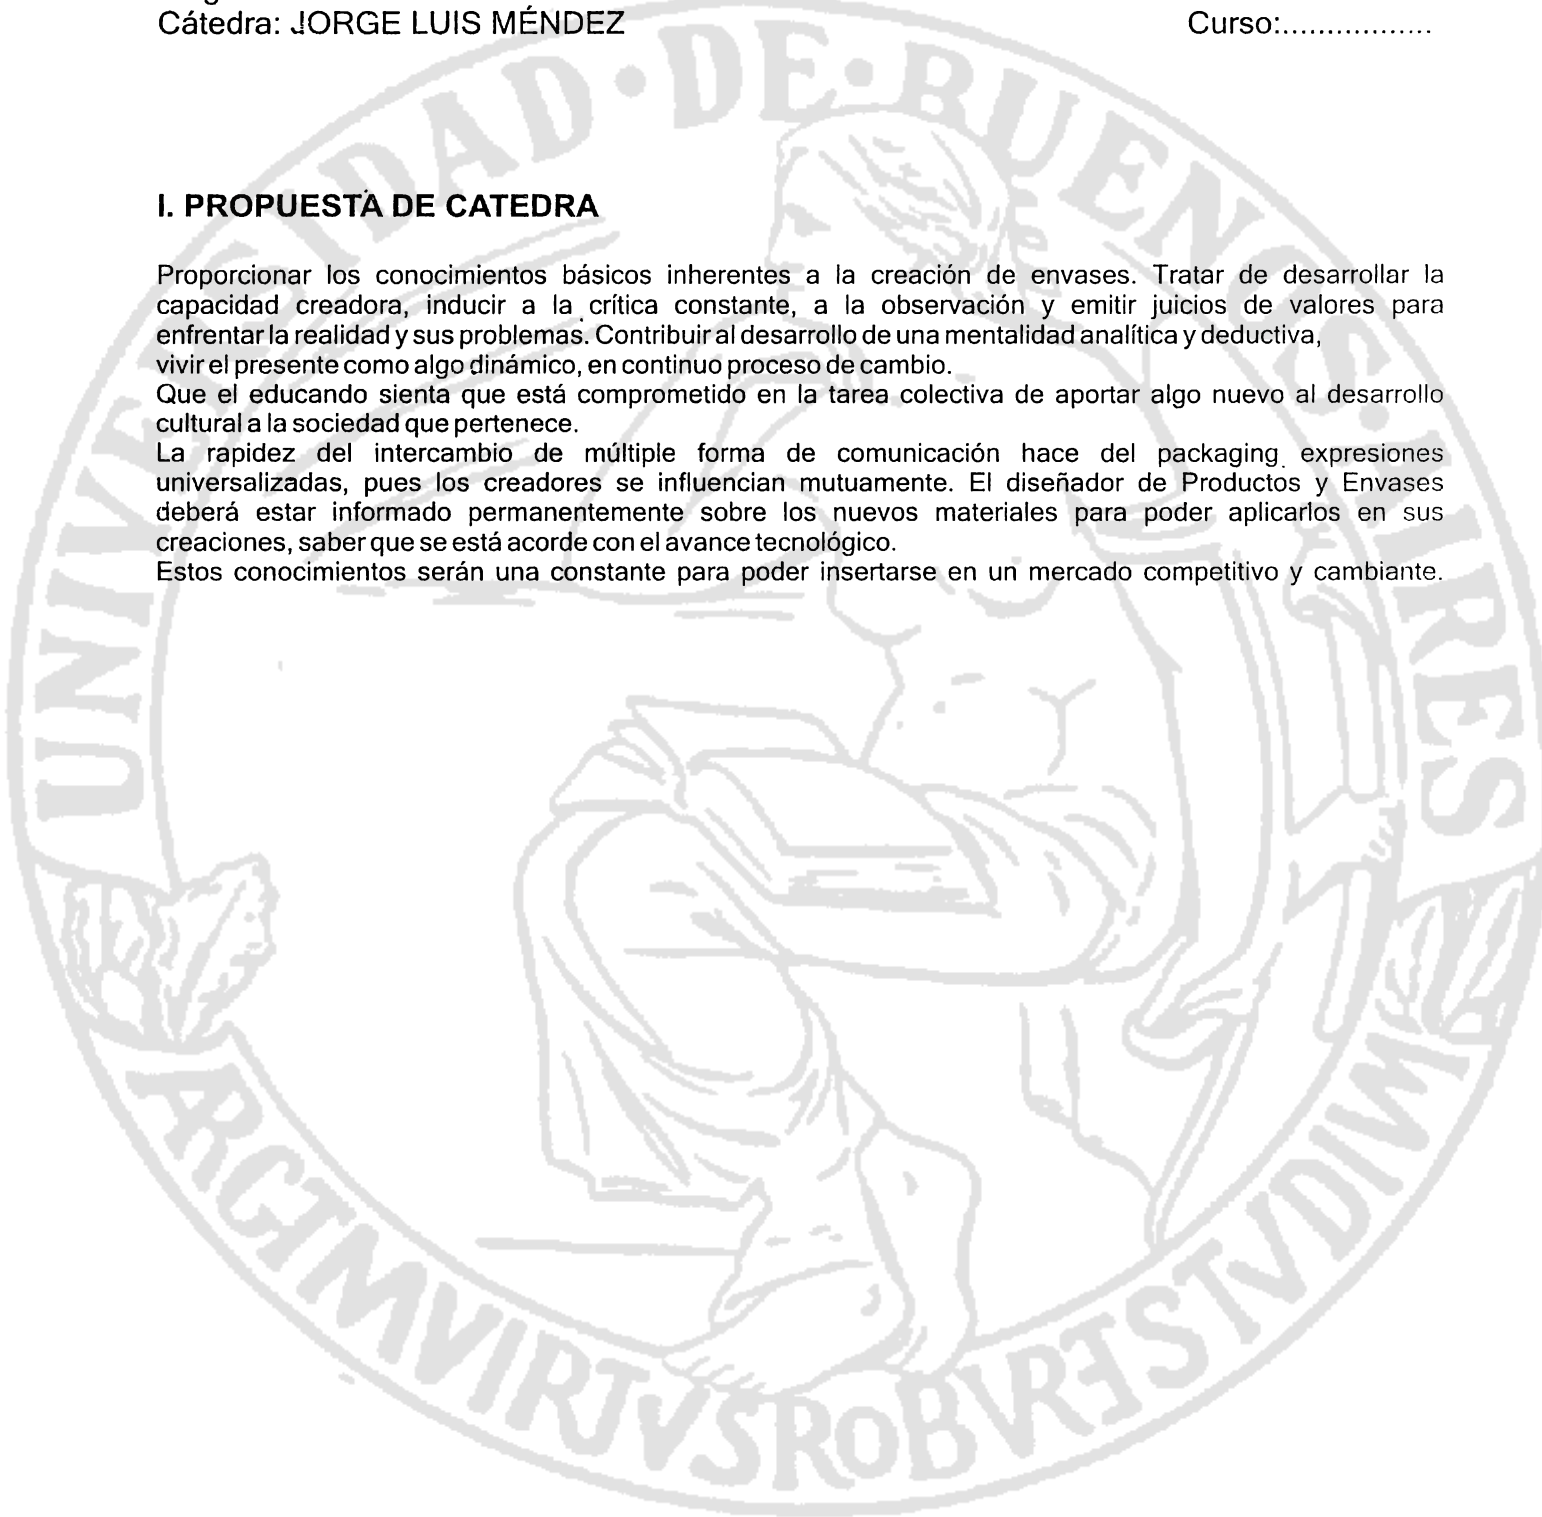 Cátedra: JORGE LUIS MÉNDEZ Curso:.................
I. PROPUESTA DE CATEDRA
Proporcionar los conocimientos básicos inherentes a la creación de envases. Tratar de desarrollar la
capacidad creadora, inducir a la crítica constante, a la observación y emitir juicios de valores para
enfrentar la realidad y sus problemas. Contribuir al desarrollo de una mentalidad analítica y deductiva,
vivir el presente como algo dinámico, en continuo proceso de cambio.
Que el educando sienta que está comprometido en la tarea colectiva de aportar algo nuevo al desarrollo
cultural a la sociedad que pertenece.
La rapidez del intercambio de múltiple forma de comunicación hace del packaging expresiones
universalizadas, pues los creadores se influencian mutuamente. El diseñador de Productos y Envases
deberá estar informado permanentemente sobre los nuevos materiales para poder aplicarlos en sus
creaciones, saber que se está acorde con el avance tecnológico.
Estos conocimientos serán una constante para poder insertarse en un mercado competitivo y cambiante.
UNIVERSIDAD·DE·BUENOS·AIRES
ARGTMVIRTVSROBVRETSTVDIVM